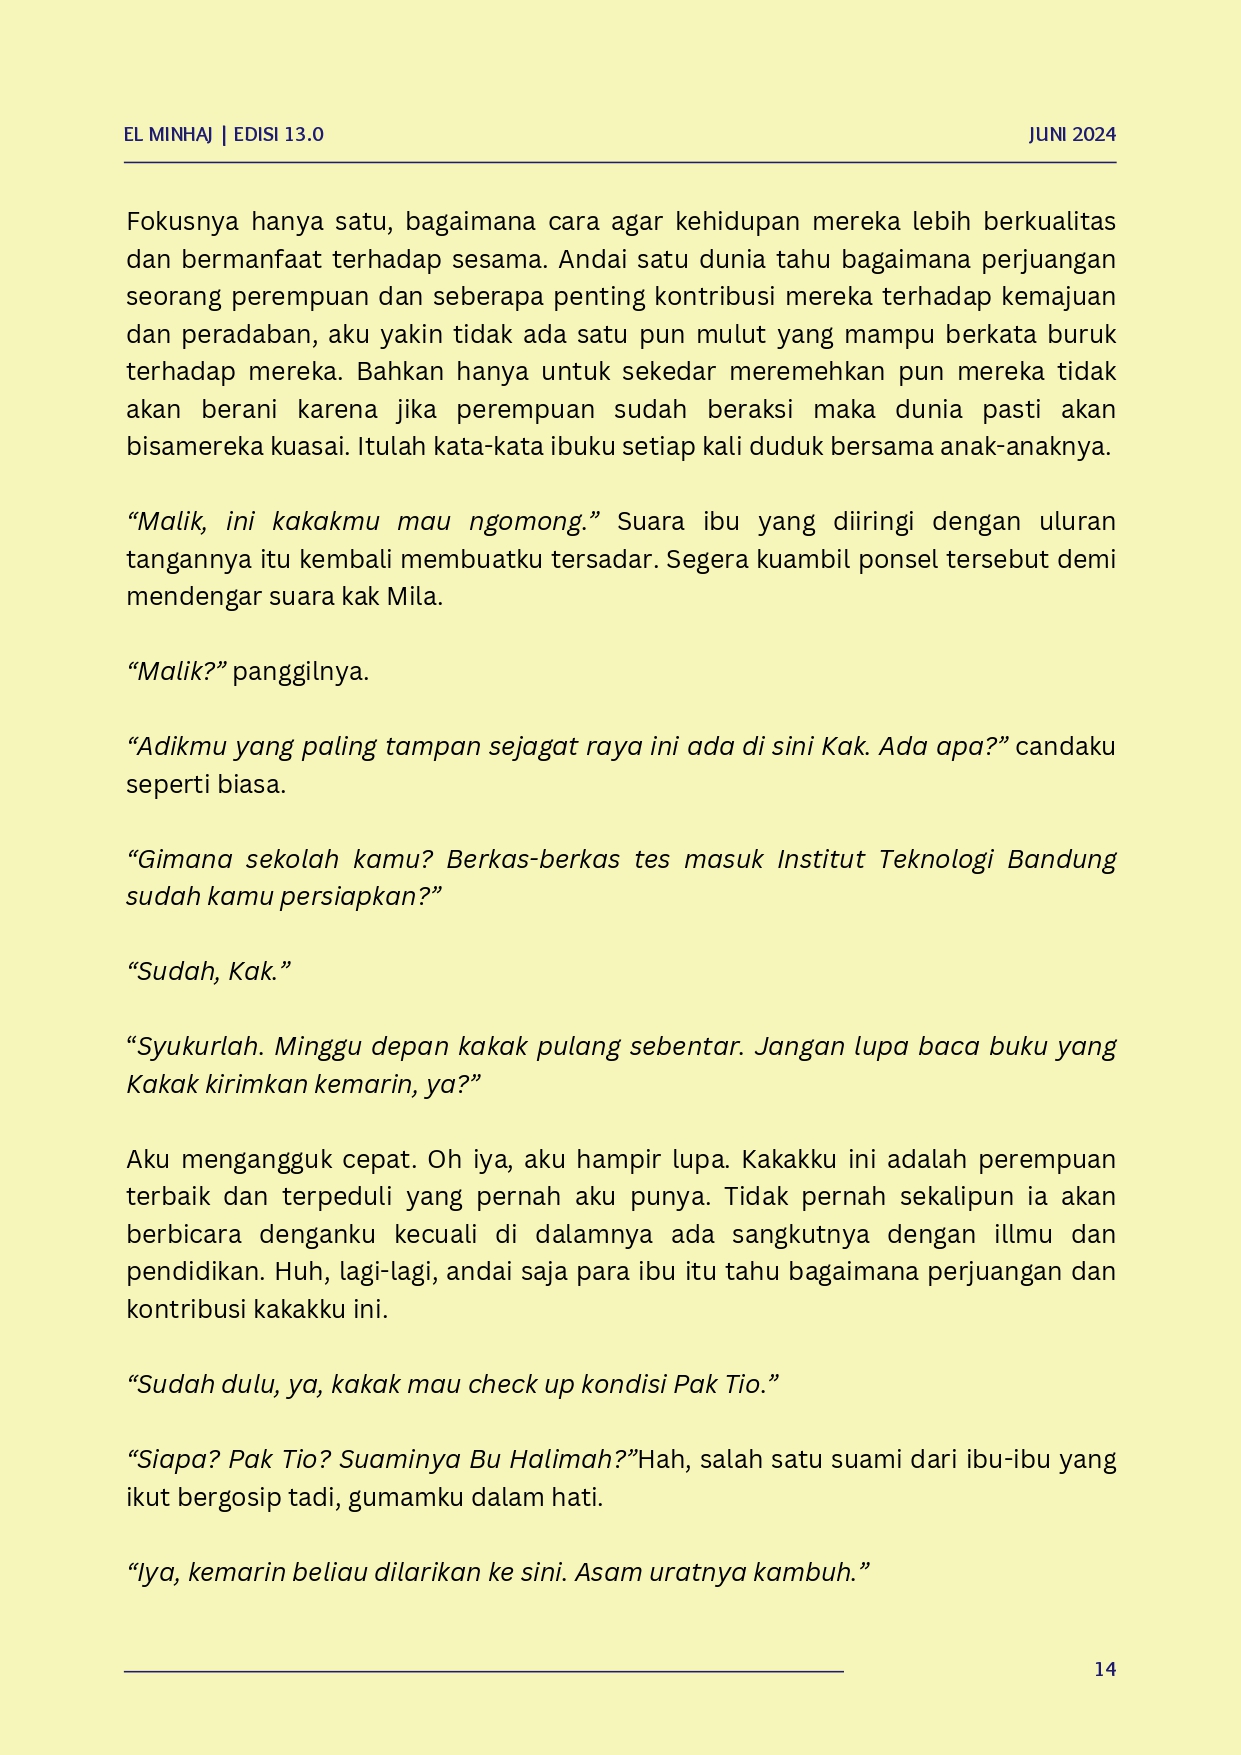 EL MINHAJ | EDISI 13.0
JUNI 2024
Fokusnya hanya satu, bagaimana cara agar kehidupan mereka lebih berkualitas
dan bermanfaat terhadap sesama. Andai satu dunia tahu bagaimana perjuangan
seorang perempuan dan seberapa penting kontribusi mereka terhadap kemajuan
dan peradaban, aku yakin tidak ada satu pun mulut yang mampu berkata buruk
terhadap mereka. Bahkan hanya untuk sekedar meremehkan pun mereka tidak
akan berani karena jika perempuan sudah beraksi maka dunia pasti akan
bisamereka kuasai. Itulah kata-kata ibuku setiap kali duduk bersama anak-anaknya.
“Malik, ini kakakmu mau ngomong.” Suara ibu yang diiringi dengan uluran
tangannya itu kembali membuatku tersadar. Segera kuambil ponsel tersebut demi
mendengar suara kak Mila.
“Malik?” panggilnya.
“Adikmu yang paling tampan sejagat raya ini ada di sini Kak. Ada apa?” candaku
seperti biasa.
“Gimana sekolah kamu? Berkas-berkas tes masuk Institut Teknologi Bandung
sudah kamu persiapkan?”
“Sudah, Kak.”
“Syukurlah. Minggu depan kakak pulang sebentar. Jangan lupa baca buku yang
Kakak kirimkan kemarin, ya?”
Aku mengangguk cepat. Oh iya, aku hampir lupa. Kakakku ini adalah perempuan
terbaik dan terpeduli yang pernah aku punya. Tidak pernah sekalipun ia akan
berbicara denganku kecuali di dalamnya ada sangkutnya dengan illmu dan
pendidikan. Huh, lagi-lagi, andai saja para ibu itu tahu bagaimana perjuangan dan
kontribusi kakakku ini.
“Sudah dulu, ya, kakak mau check up kondisi Pak Tio.”
“Siapa? Pak Tio? Suaminya Bu Halimah?”Hah, salah satu suami dari ibu-ibu yang
ikut bergosip tadi, gumamku dalam hati.
“Iya, kemarin beliau dilarikan ke sini. Asam uratnya kambuh.”
14